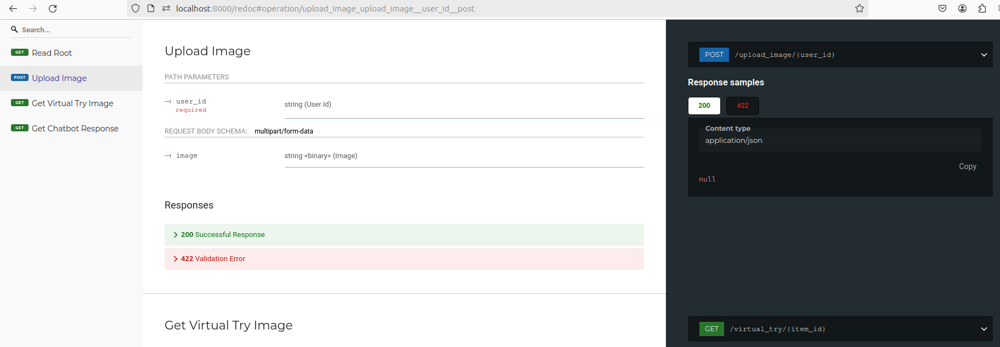 localhost:8000/redoc#operation/upload_image_upload_image__user_id__post
Search...
GET Read Root
POST Upload Image
GET Get Virtual Try Image
GET Get Chatbot Response
Upload Image
PATH PARAMETERS
user_id
required
string (User Id)
REQUEST BODY SCHEMA: multipart/form-data
image
string <binary> (Image)
Responses
200 Successful Response
422 Validation Error
Get Virtual Try Image
POST /upload_image/{user_id}
Response samples
200 422
Content type
application/json
Copy
null
GET /virtual_try/{item_id}